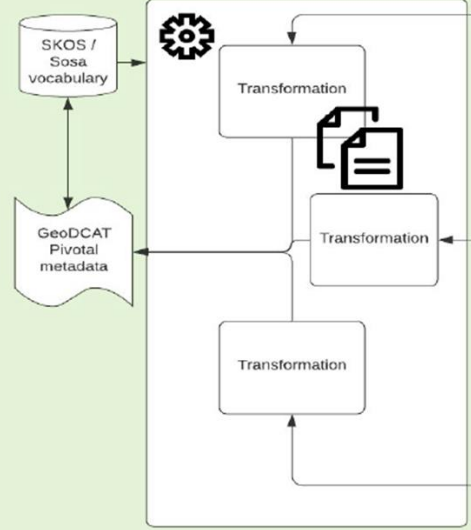 SKOS /
Sosa
vocabulary
Transformation
GeoDCAT
Pivotal
metadata
Transformation
Transformation